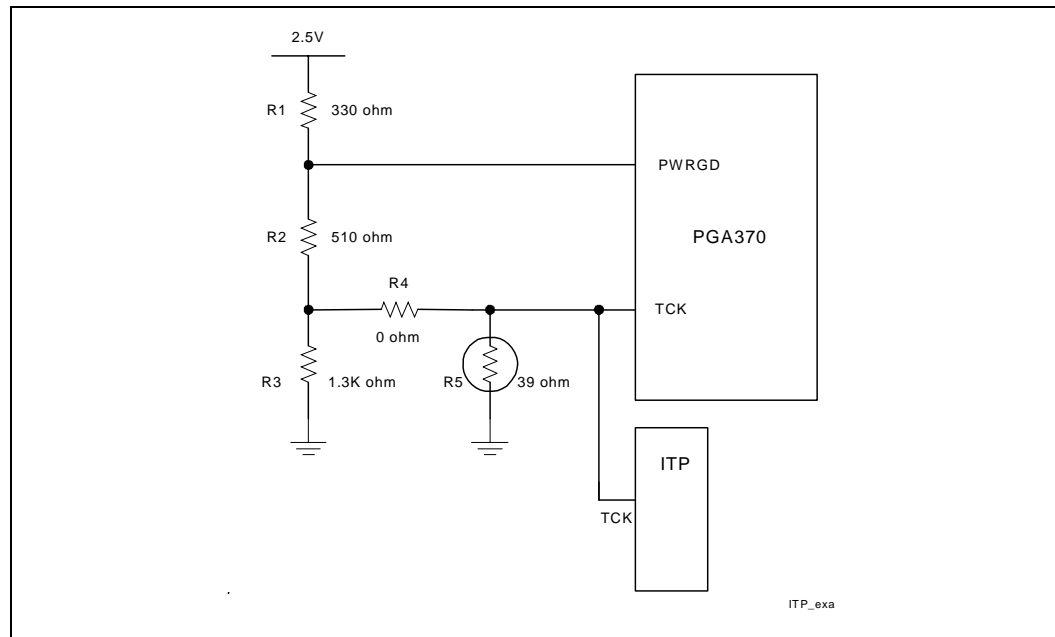 2.5V
R1 330 ohm
PWRGD
R2 510 ohm
PGA370
R4
TCK
0 ohm
R3 1.3K ohm
R5 39 ohm
ITP
TCK
ITP_exa